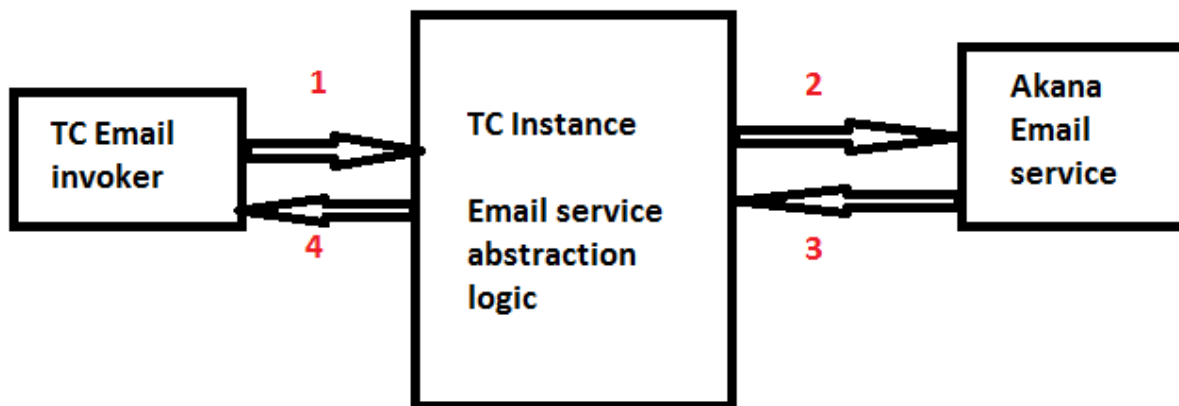 1
2
TC Email
invoker
TC Instance
Email service
abstraction
logic
Akana
Email
service
4
3